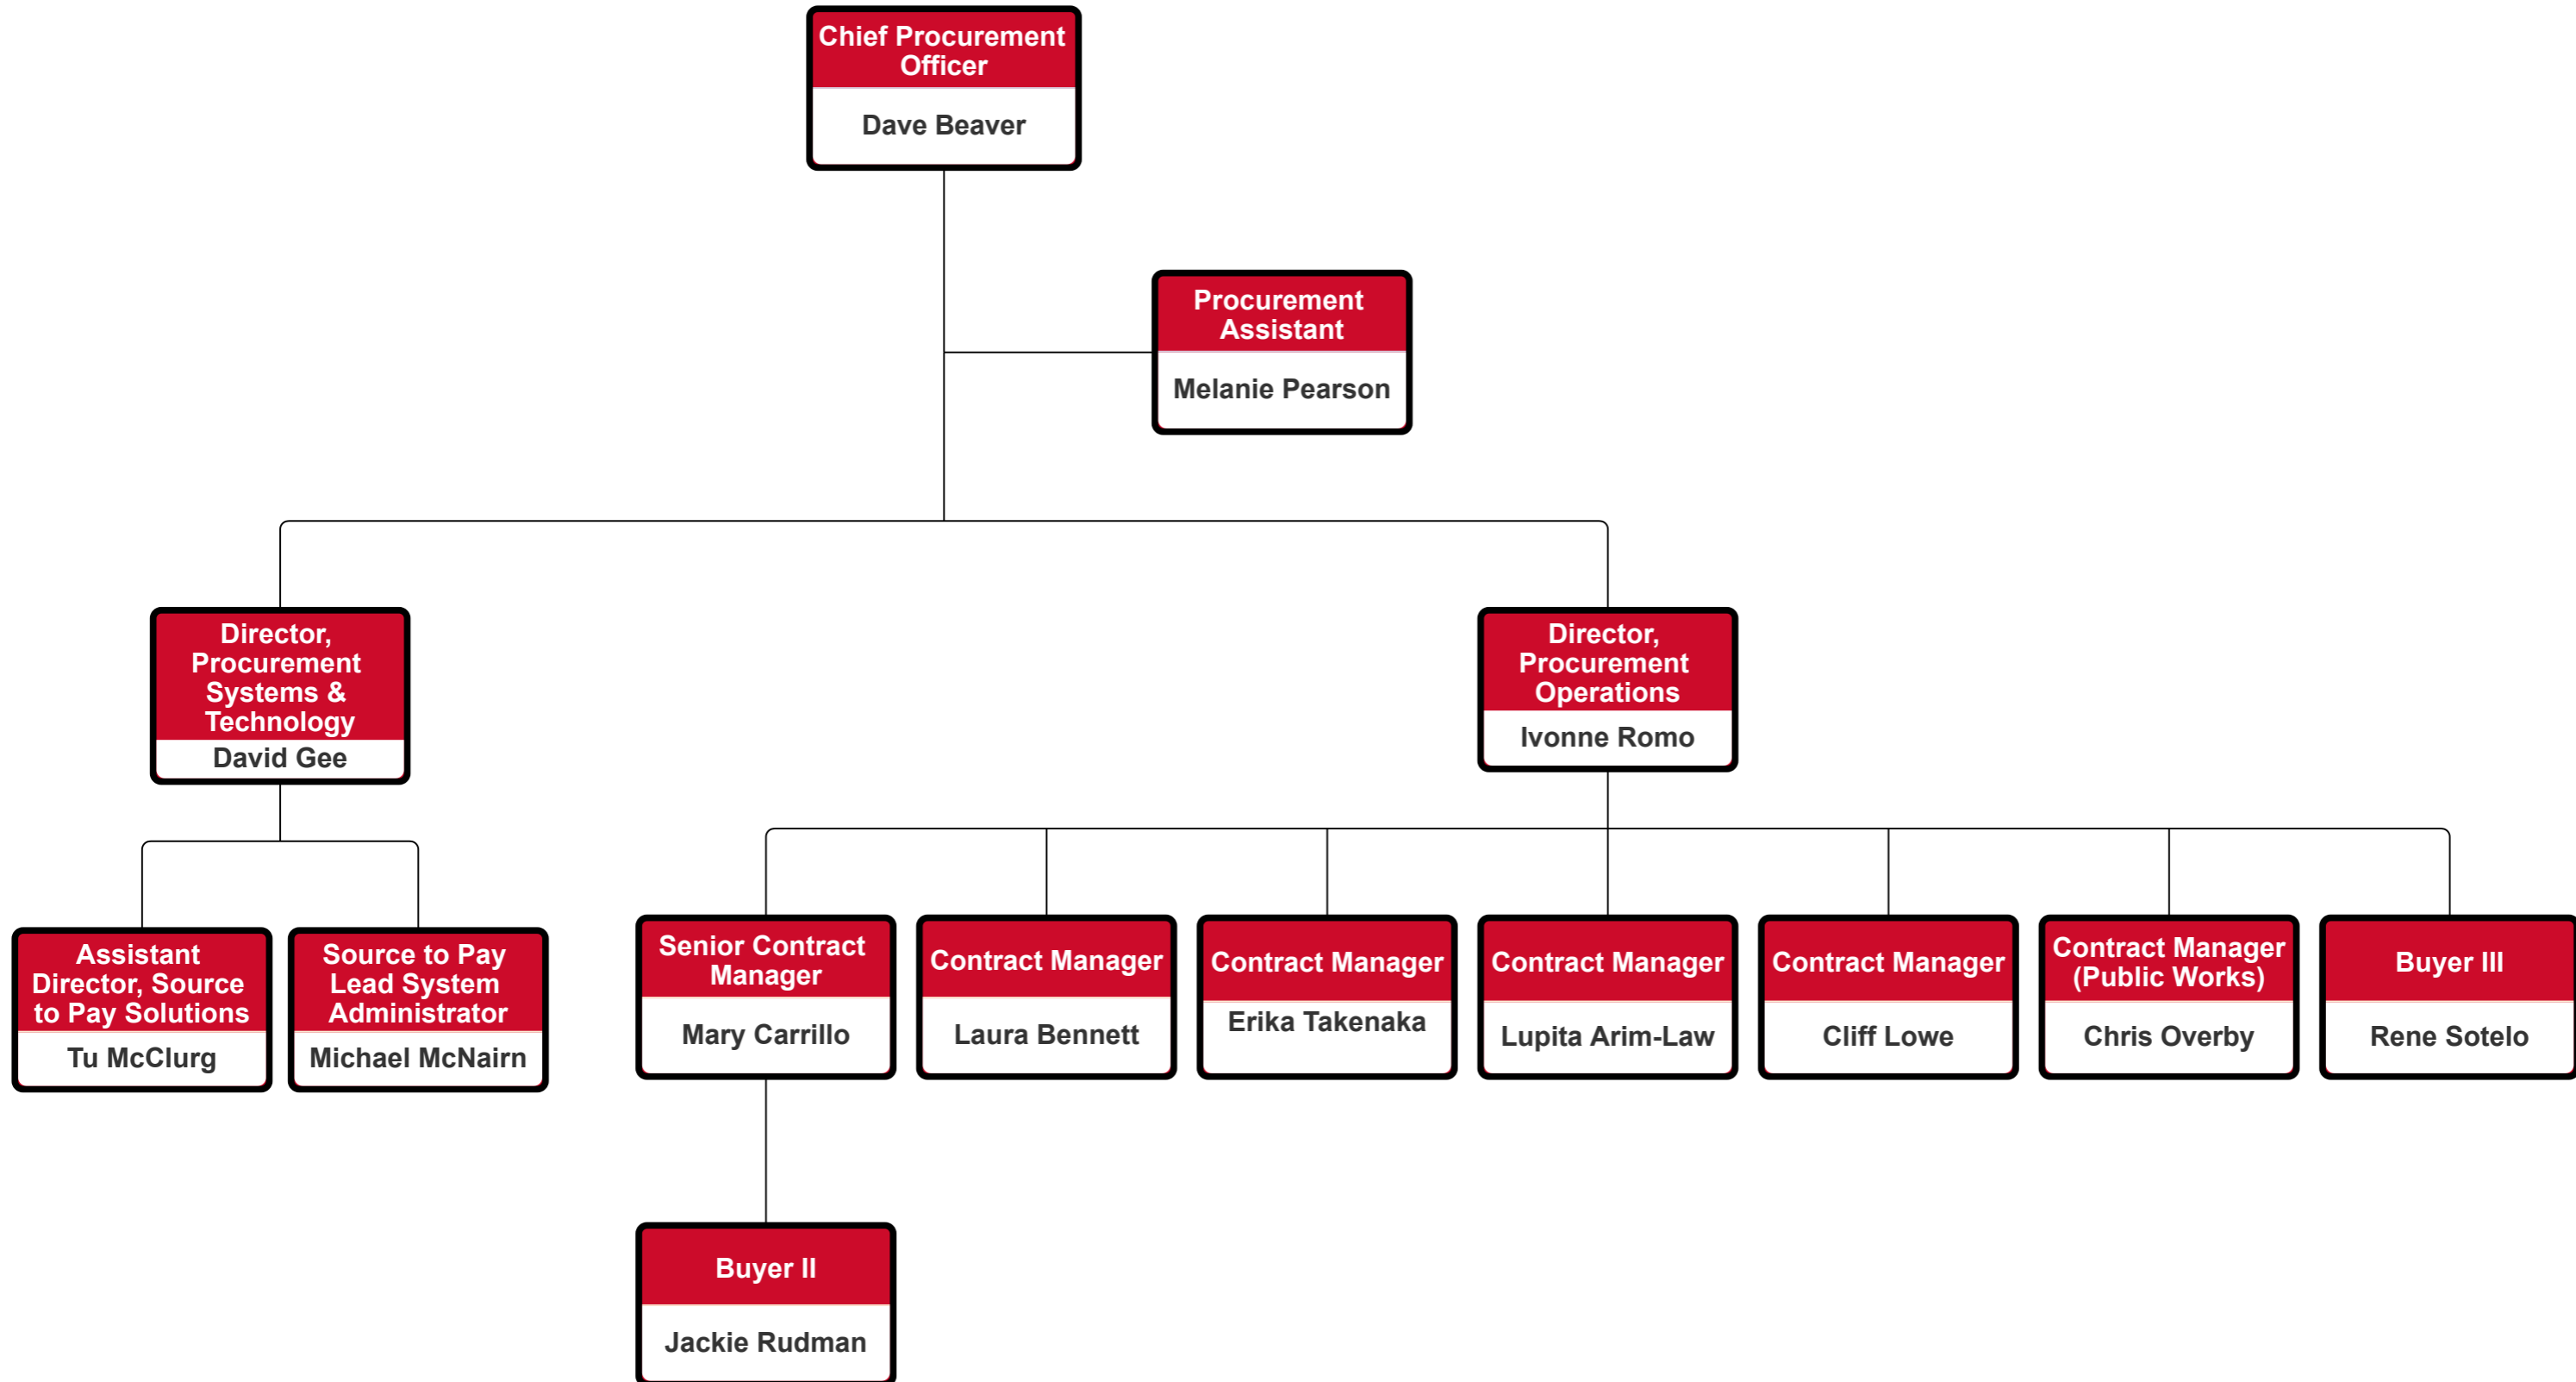 Chief Procurement
Officer
Dave Beaver
Procurement
Assistant
Melanie Pearson
Director,
Procurement
Systems &
Technology
David Gee
Director,
Procurement
Operations
Ivonne Romo
Assistant
Director, Source
to Pay Solutions
Tu McClurg
Source to Pay
Lead System
Administrator
Michael McNairn
Senior Contract
Manager
Mary Carrillo
Contract Manager
Laura Bennett
Contract Manager
Erika Takenaka
Contract Manager
Lupita Arim-Law
Contract Manager
Cliff Lowe
Contract Manager
(Public Works)
Chris Overby
Buyer III
Rene Sotelo
Buyer II
Jackie Rudman